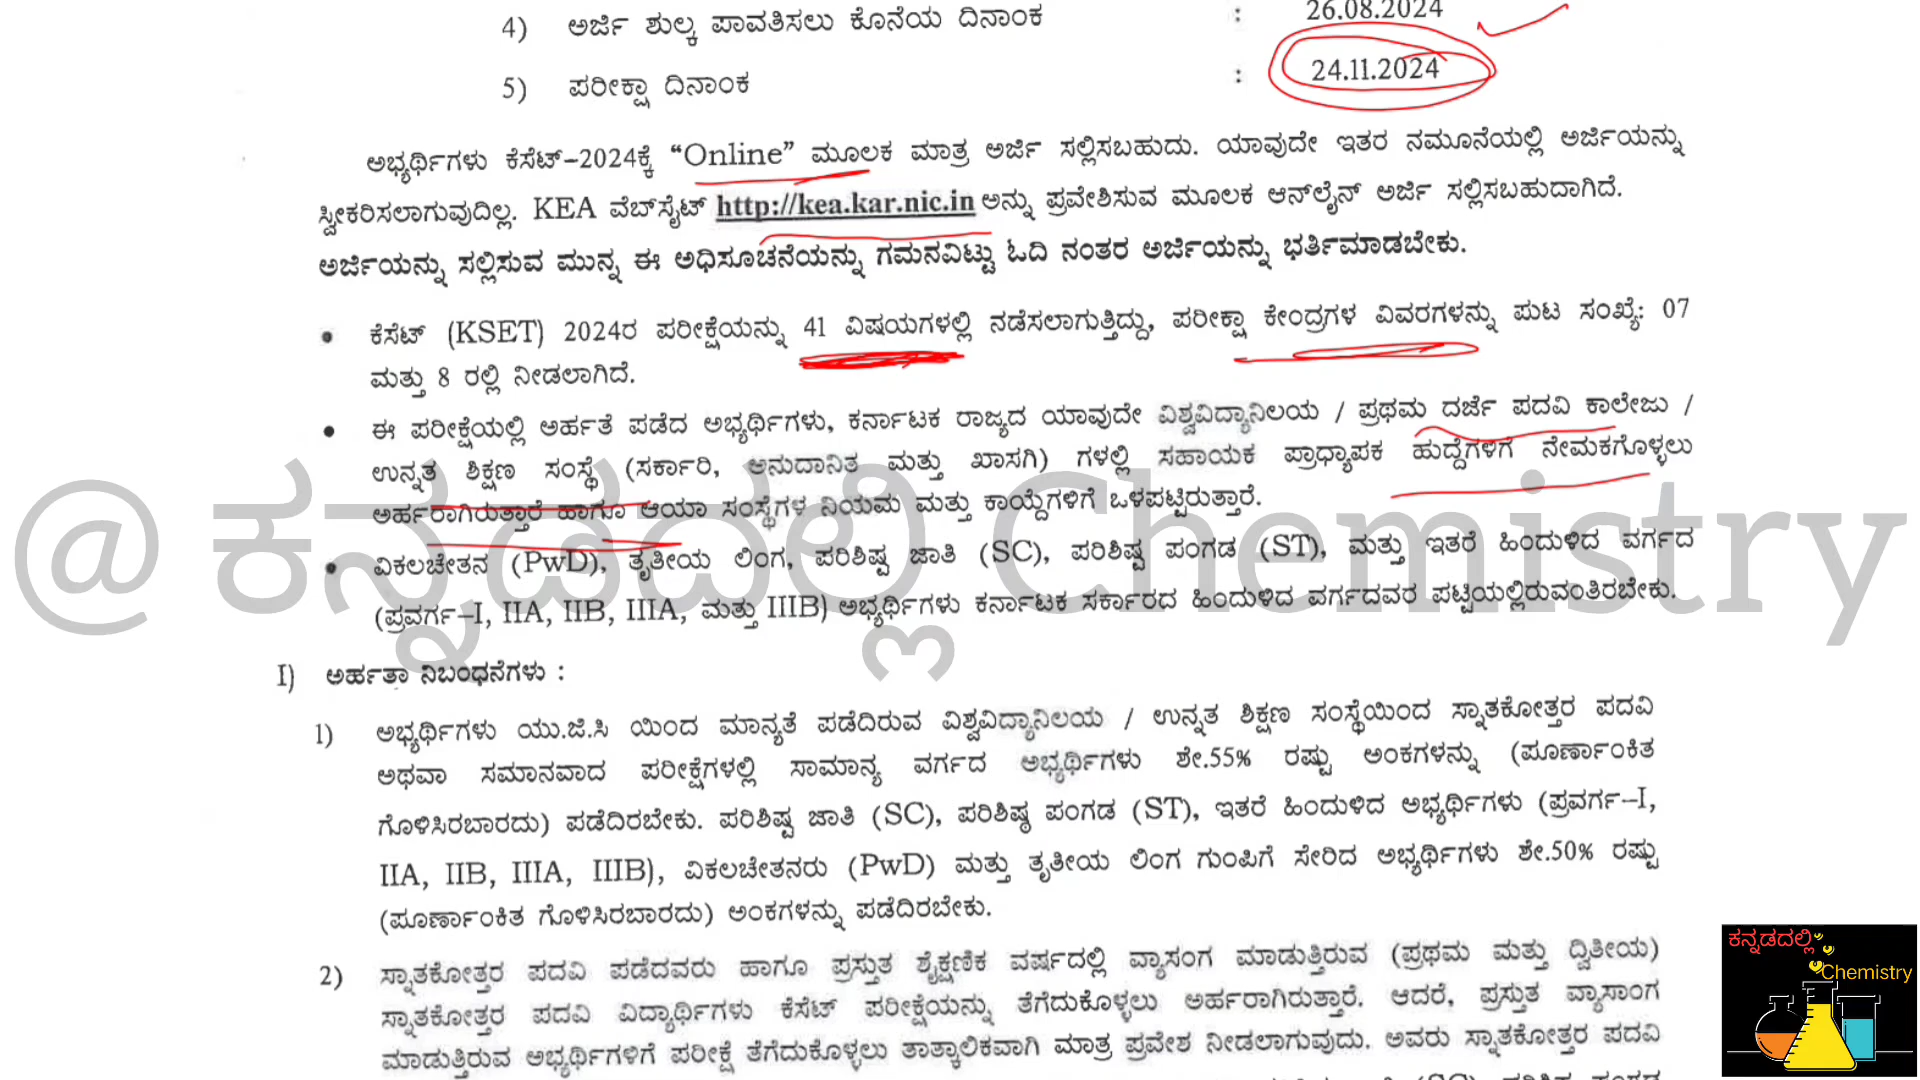 4) ಅರ್ಜಿ ಶುಲ್ಕ ಪಾವತಿಸಲು ಕೊನೆಯ ದಿನಾಂಕ : 26.08.2024
5) ಪರೀಕ್ಷಾ ದಿನಾಂಕ : 24.11.2024
ಅಭ್ಯರ್ಥಿಗಳು ಕೆಸೆಟ್–2024ಕ್ಕೆ “Online” ಮೂಲಕ ಮಾತ್ರ ಅರ್ಜಿ ಸಲ್ಲಿಸಬಹುದು. ಯಾವುದೇ ಇತರ ನಮೂನೆಯಲ್ಲಿ ಅರ್ಜಿಯನ್ನು
ಸ್ವೀಕರಿಸಲಾಗುವುದಿಲ್ಲ. KEA ವೆಬ್‌ಸೈಟ್ http://kea.kar.nic.in ಅನ್ನು ಪ್ರವೇಶಿಸುವ ಮೂಲಕ ಆನ್‌ಲೈನ್ ಅರ್ಜಿ ಸಲ್ಲಿಸಬಹುದಾಗಿದೆ.
ಅರ್ಜಿಯನ್ನು ಸಲ್ಲಿಸುವ ಮುನ್ನ ಈ ಅಧಿಸೂಚನೆಯನ್ನು ಗಮನವಿಟ್ಟು ಓದಿ ನಂತರ ಅರ್ಜಿಯನ್ನು ಭರ್ತಿಮಾಡಬೇಕು.
• ಕೆಸೆಟ್ (KSET) 2024ರ ಪರೀಕ್ಷೆಯನ್ನು 41 ವಿಷಯಗಳಲ್ಲಿ ನಡೆಸಲಾಗುತ್ತಿದ್ದು, ಪರೀಕ್ಷಾ ಕೇಂದ್ರಗಳ ವಿವರಗಳನ್ನು ಪುಟ ಸಂಖ್ಯೆ: 07
ಮತ್ತು 8 ರಲ್ಲಿ ನೀಡಲಾಗಿದೆ.
• ಈ ಪರೀಕ್ಷೆಯಲ್ಲಿ ಅರ್ಹತೆ ಪಡೆದ ಅಭ್ಯರ್ಥಿಗಳು, ಕರ್ನಾಟಕ ರಾಜ್ಯದ ಯಾವುದೇ ವಿಶ್ವವಿದ್ಯಾನಿಲಯ / ಪ್ರಥಮ ದರ್ಜೆ ಪದವಿ ಕಾಲೇಜು /
ಉನ್ನತ ಶಿಕ್ಷಣ ಸಂಸ್ಥೆ (ಸರ್ಕಾರಿ, ಅನುದಾನಿತ ಮತ್ತು ಖಾಸಗಿ) ಗಳಲ್ಲಿ ಸಹಾಯಕ ಪ್ರಾಧ್ಯಾಪಕ ಹುದ್ದೆಗಳಿಗೆ ನೇಮಕಗೊಳ್ಳಲು
ಅರ್ಹರಾಗಿರುತ್ತಾರೆ ಹಾಗೂ ಆಯಾ ಸಂಸ್ಥೆಗಳ ನಿಯಮ ಮತ್ತು ಕಾಯ್ದೆಗಳಿಗೆ ಒಳಪಟ್ಟಿರುತ್ತಾರೆ.
@ ಕನ್ನಡದಲ್ಲಿ Chemistry
• ವಿಕಲಚೇತನ (PwD), ತೃತೀಯ ಲಿಂಗ, ಪರಿಶಿಷ್ಟ ಜಾತಿ (SC), ಪರಿಶಿಷ್ಟ ಪಂಗಡ (ST), ಮತ್ತು ಇತರೆ ಹಿಂದುಳಿದ ವರ್ಗದ
(ಪ್ರವರ್ಗ–I, IIA, IIB, IIIA, ಮತ್ತು IIIB) ಅಭ್ಯರ್ಥಿಗಳು ಕರ್ನಾಟಕ ಸರ್ಕಾರದ ಹಿಂದುಳಿದ ವರ್ಗದವರ ಪಟ್ಟಿಯಲ್ಲಿರುವಂತಿರಬೇಕು.
I) ಅರ್ಹತಾ ನಿಬಂಧನೆಗಳು :
1) ಅಭ್ಯರ್ಥಿಗಳು ಯು.ಜಿ.ಸಿ ಯಿಂದ ಮಾನ್ಯತೆ ಪಡೆದಿರುವ ವಿಶ್ವವಿದ್ಯಾನಿಲಯ / ಉನ್ನತ ಶಿಕ್ಷಣ ಸಂಸ್ಥೆಯಿಂದ ಸ್ನಾತಕೋತ್ತರ ಪದವಿ
ಅಥವಾ ಸಮಾನವಾದ ಪರೀಕ್ಷೆಗಳಲ್ಲಿ ಸಾಮಾನ್ಯ ವರ್ಗದ ಅಭ್ಯರ್ಥಿಗಳು ಶೇ.55% ರಷ್ಟು ಅಂಕಗಳನ್ನು (ಪೂರ್ಣಾಂಕಿತ
ಗೊಳಿಸಿರಬಾರದು) ಪಡೆದಿರಬೇಕು. ಪರಿಶಿಷ್ಟ ಜಾತಿ (SC), ಪರಿಶಿಷ್ಠ ಪಂಗಡ (ST), ಇತರೆ ಹಿಂದುಳಿದ ಅಭ್ಯರ್ಥಿಗಳು (ಪ್ರವರ್ಗ–I,
IIA, IIB, IIIA, IIIB), ವಿಕಲಚೇತನರು (PwD) ಮತ್ತು ತೃತೀಯ ಲಿಂಗ ಗುಂಪಿಗೆ ಸೇರಿದ ಅಭ್ಯರ್ಥಿಗಳು ಶೇ.50% ರಷ್ಟು
(ಪೂರ್ಣಾಂಕಿತ ಗೊಳಿಸಿರಬಾರದು) ಅಂಕಗಳನ್ನು ಪಡೆದಿರಬೇಕು.
2) ಸ್ನಾತಕೋತ್ತರ ಪದವಿ ಪಡೆದವರು ಹಾಗೂ ಪ್ರಸ್ತುತ ಶೈಕ್ಷಣಿಕ ವರ್ಷದಲ್ಲಿ ವ್ಯಾಸಂಗ ಮಾಡುತ್ತಿರುವ (ಪ್ರಥಮ ಮತ್ತು ದ್ವಿತೀಯ)
ಸ್ನಾತಕೋತ್ತರ ಪದವಿ ವಿದ್ಯಾರ್ಥಿಗಳು ಕೆಸೆಟ್ ಪರೀಕ್ಷೆಯನ್ನು ತೆಗೆದುಕೊಳ್ಳಲು ಅರ್ಹರಾಗಿರುತ್ತಾರೆ. ಆದರೆ, ಪ್ರಸ್ತುತ ವ್ಯಾಸಾಂಗ
ಮಾಡುತ್ತಿರುವ ಅಭ್ಯರ್ಥಿಗಳಿಗೆ ಪರೀಕ್ಷೆ ತೆಗೆದುಕೊಳ್ಳಲು ತಾತ್ಕಾಲಿಕವಾಗಿ ಮಾತ್ರ ಪ್ರವೇಶ ನೀಡಲಾಗುವುದು. ಅವರು ಸ್ನಾತಕೋತ್ತರ ಪದವಿ
ಕನ್ನಡದಲ್ಲಿ
Chemistry